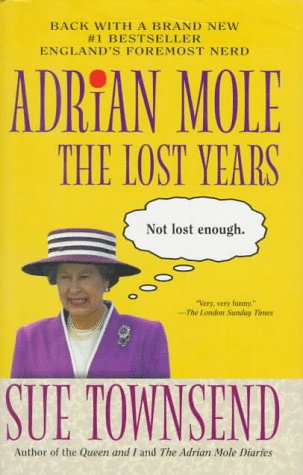 BACK WITH A BRAND NEW
#1 BESTSELLER
ENGLAND'S FOREMOST NERD
ADRiAN MOLE
THE LOST YEARS
Not lost enough.
"Very, very funny."
—The London Sunday Times
SUE TOWNSEND
Author of the Queen and I and The Adrian Mole Diaries